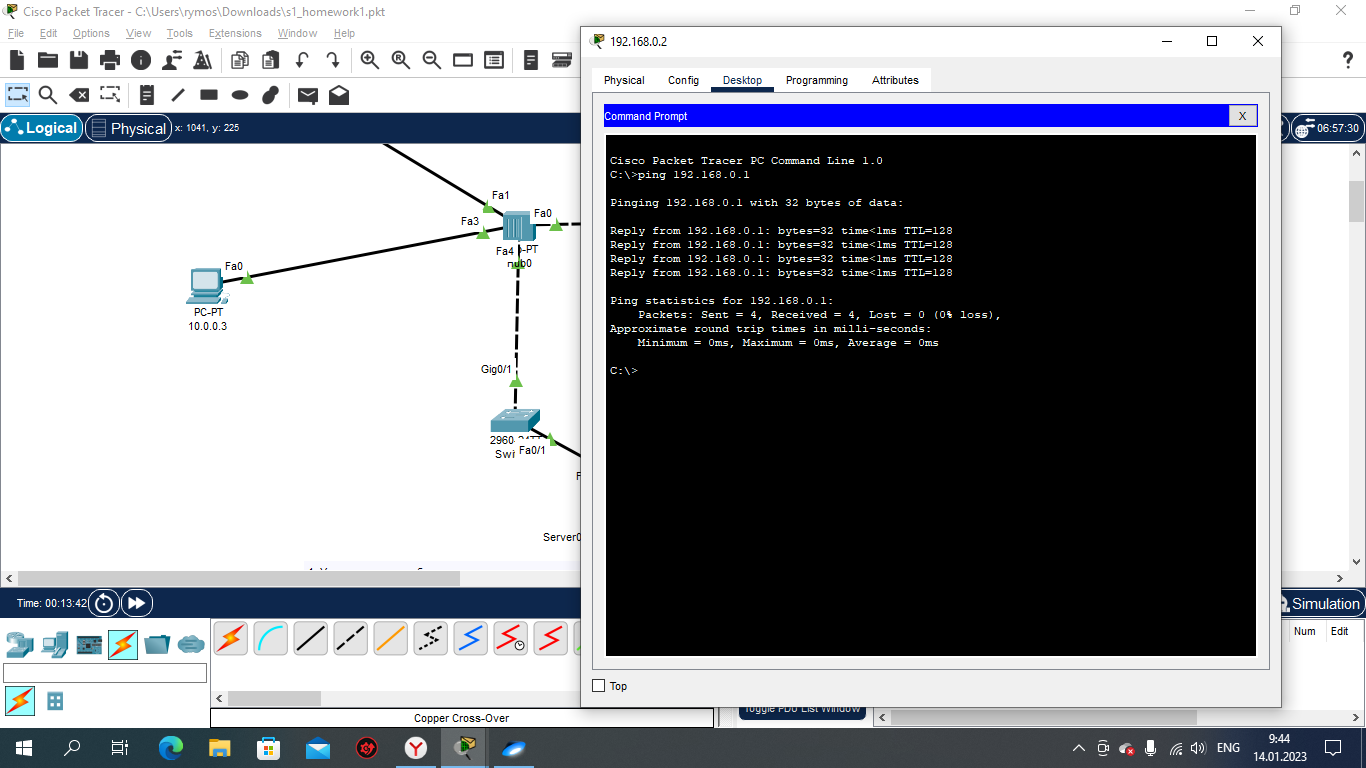 Cisco Packet Tracer - C:\Users\rymos\Downloads\s1_homework1.pkt
File Edit Options View Tools Extensions Window Help
Logical Physical x: 1041, y: 225
06:57:30
Fa1
Fa3
Fa0
Fa4
-PT
Fa0
PC-PT
10.0.0.3
Gig0/1
2960
Fa0/1
Server0
Time: 00:13:42
Simulation
Num Edit
Copper Cross-Over
Toggle PDU List Window
192.168.0.2
Physical Config Desktop Programming Attributes
Command Prompt
X
Cisco Packet Tracer PC Command Line 1.0
C:\>ping 192.168.0.1
Pinging 192.168.0.1 with 32 bytes of data:
Reply from 192.168.0.1: bytes=32 time<1ms TTL=128
Reply from 192.168.0.1: bytes=32 time<1ms TTL=128
Reply from 192.168.0.1: bytes=32 time<1ms TTL=128
Reply from 192.168.0.1: bytes=32 time<1ms TTL=128
Ping statistics for 192.168.0.1:
Packets: Sent = 4, Received = 4, Lost = 0 (0% loss),
Approximate round trip times in milli-seconds:
Minimum = 0ms, Maximum = 0ms, Average = 0ms
C:\>
Top
ENG
9:44
14.01.2023